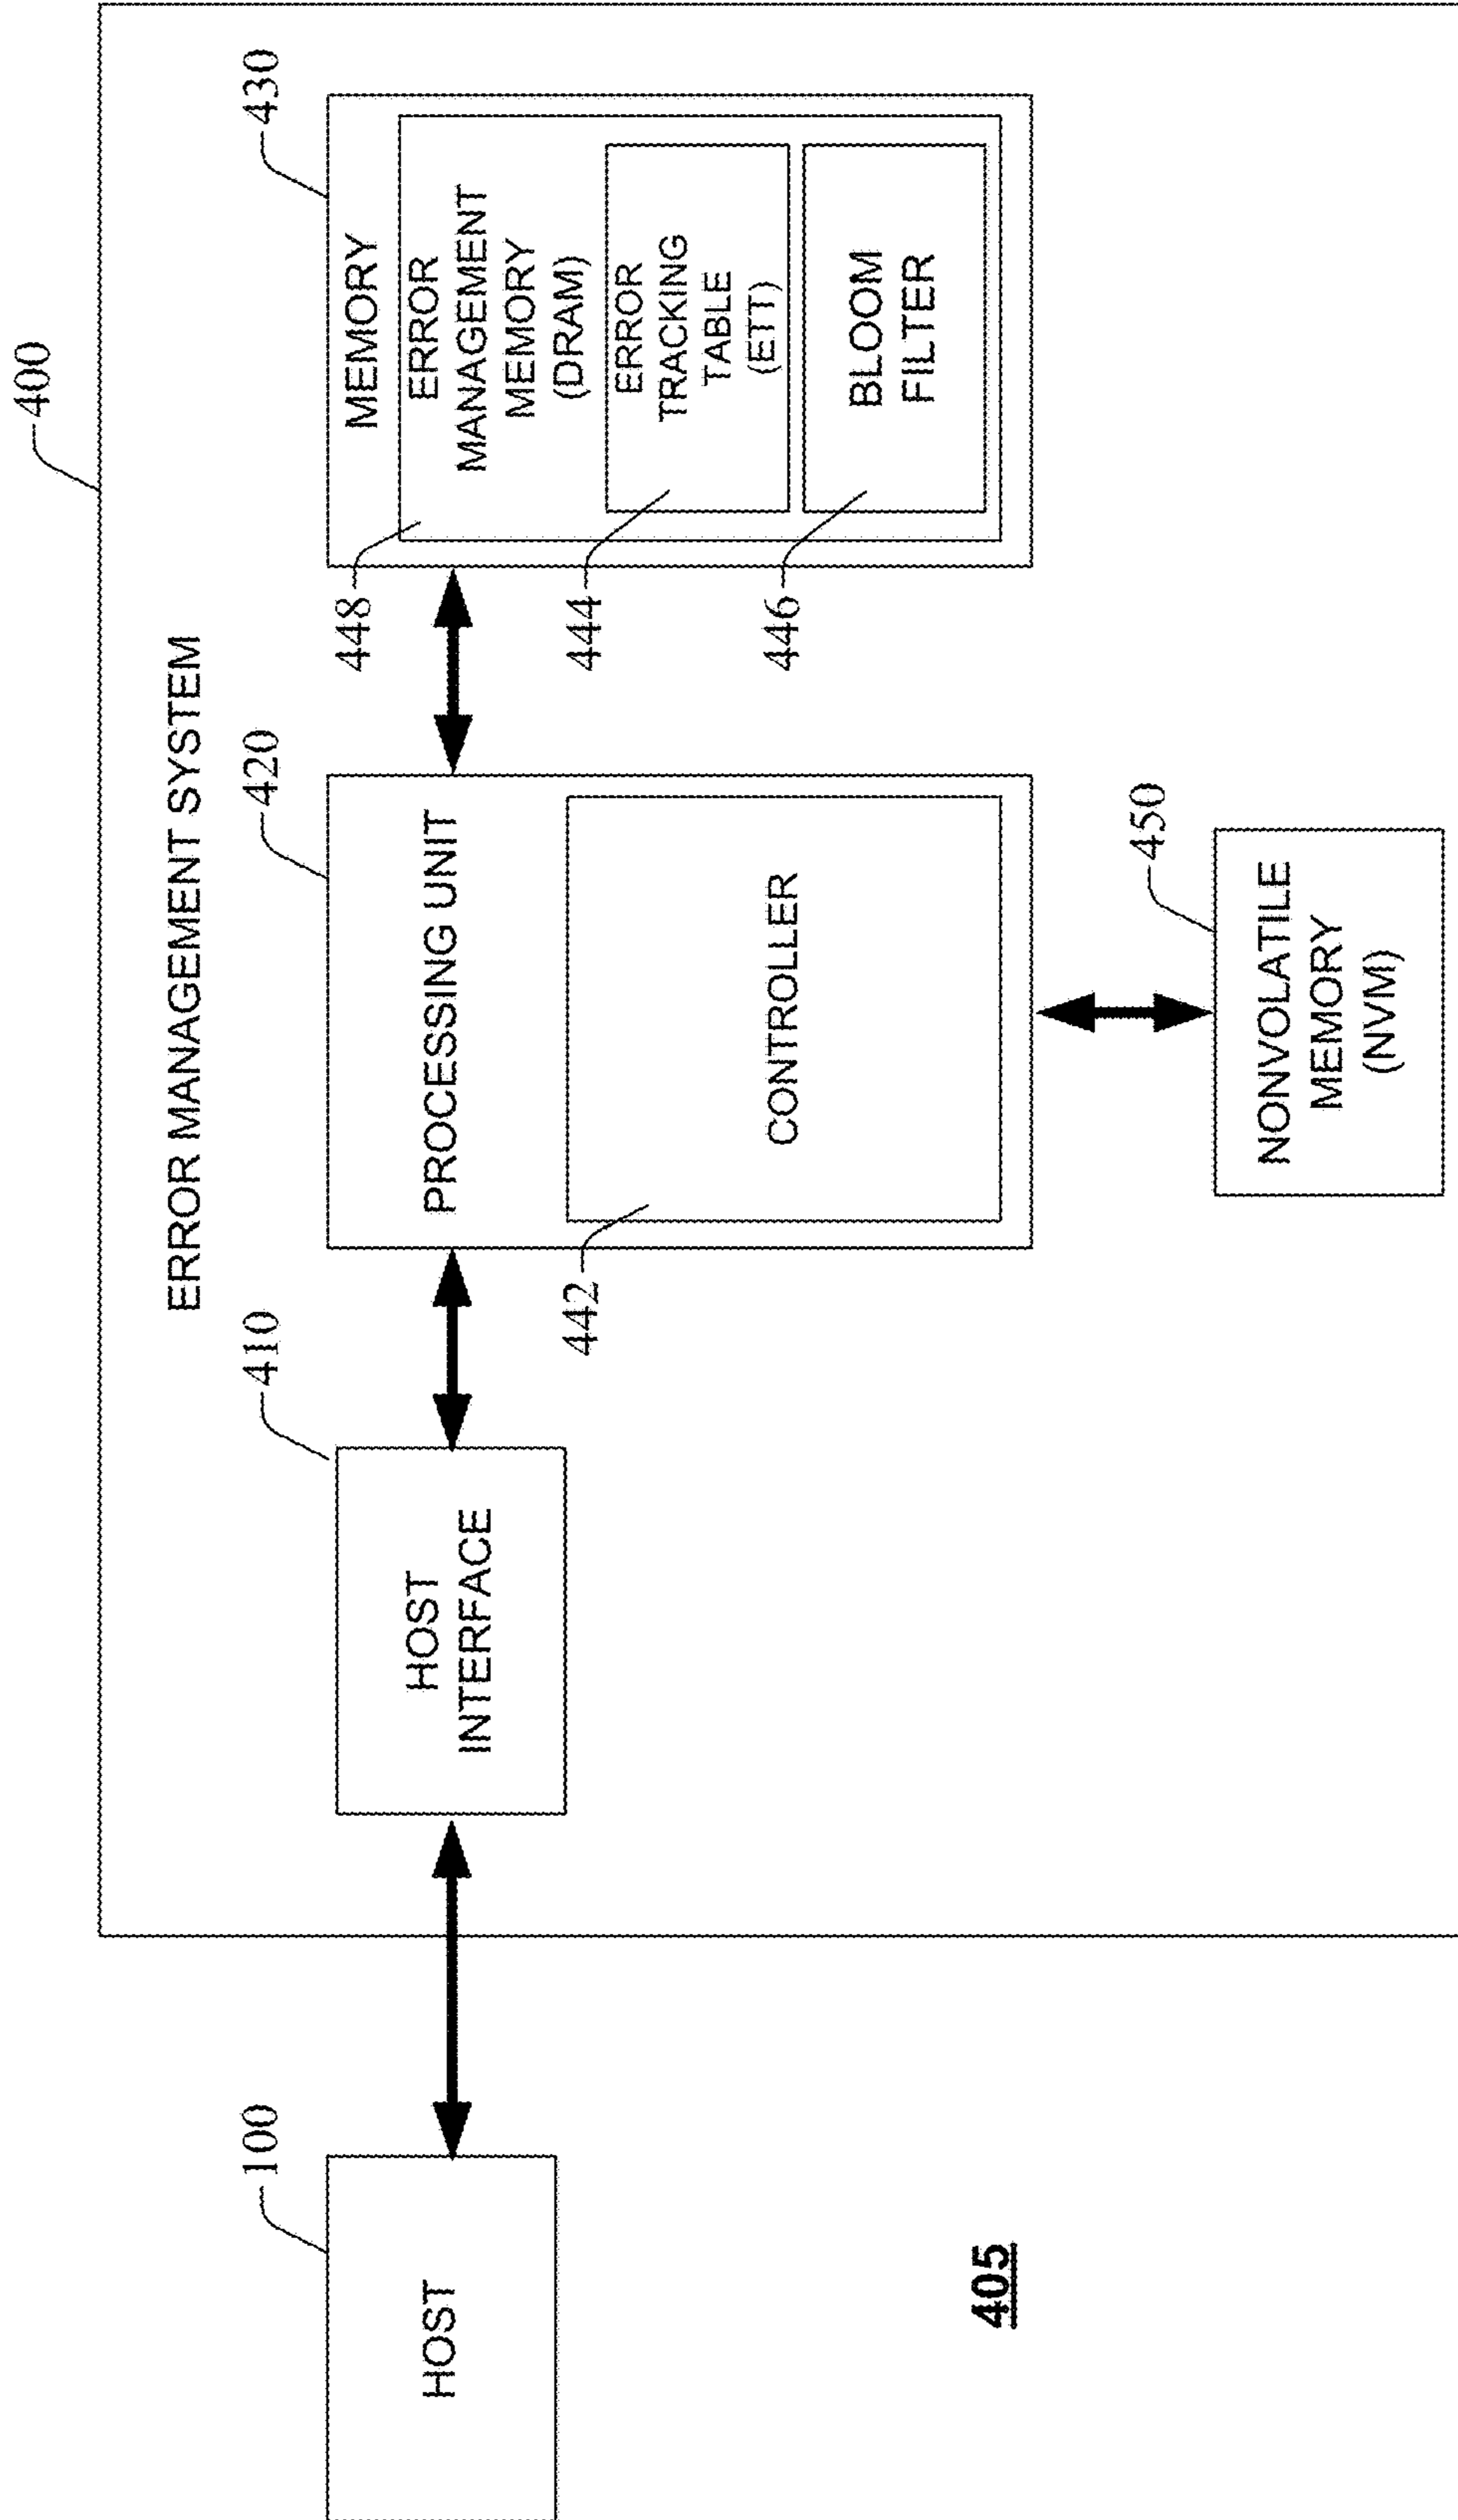 400
ERROR MANAGEMENT SYSTEM
100
HOST
410
HOST
INTERFACE
420
PROCESSING UNIT
442
CONTROLLER
430
MEMORY
448
ERROR
MANAGEMENT
MEMORY
(DRAM)
444
ERROR
TRACKING
TABLE
(ETT)
446
BLOOM
FILTER
450
NONVOLATILE
MEMORY
(NVM)
405